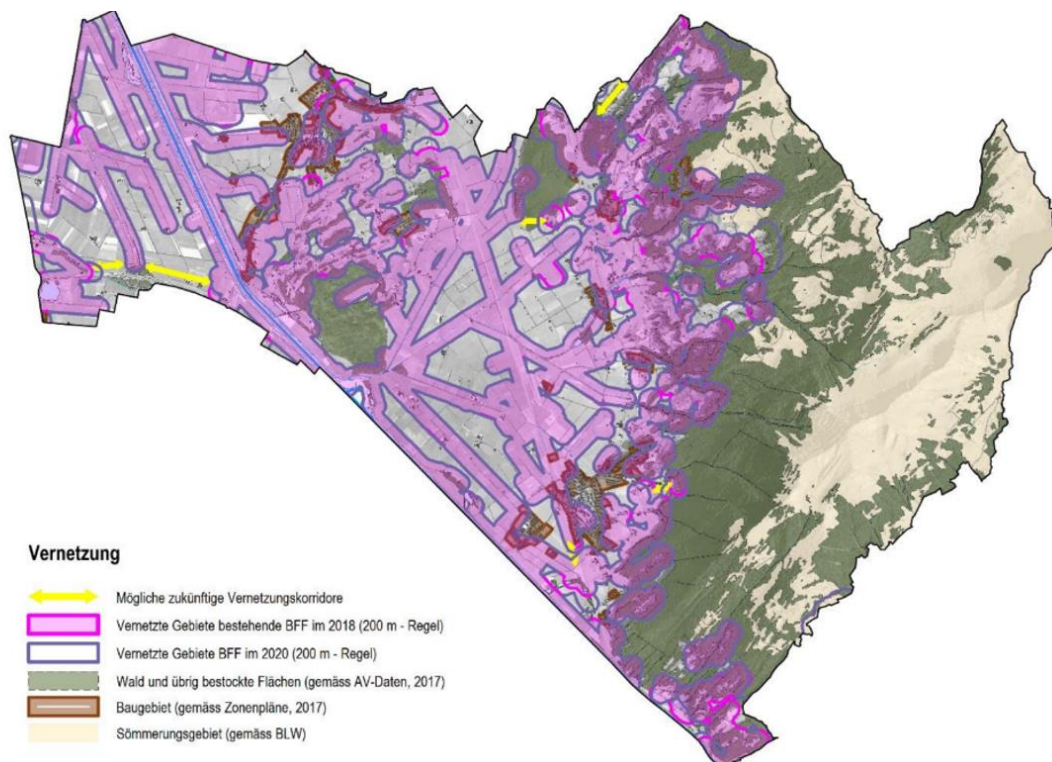 Vernetzung
Mögliche zukünftige Vernetzungskorridore
Vernetzte Gebiete bestehende BFF im 2018 (200 m - Regel)
Vernetzte Gebiete BFF im 2020 (200 m - Regel)
Wald und übrig bestockte Flächen (gemäss AV-Daten, 2017)
Baugebiet (gemäss Zonenpläne, 2017)
Sömmerungsgebiet (gemäss BLW)